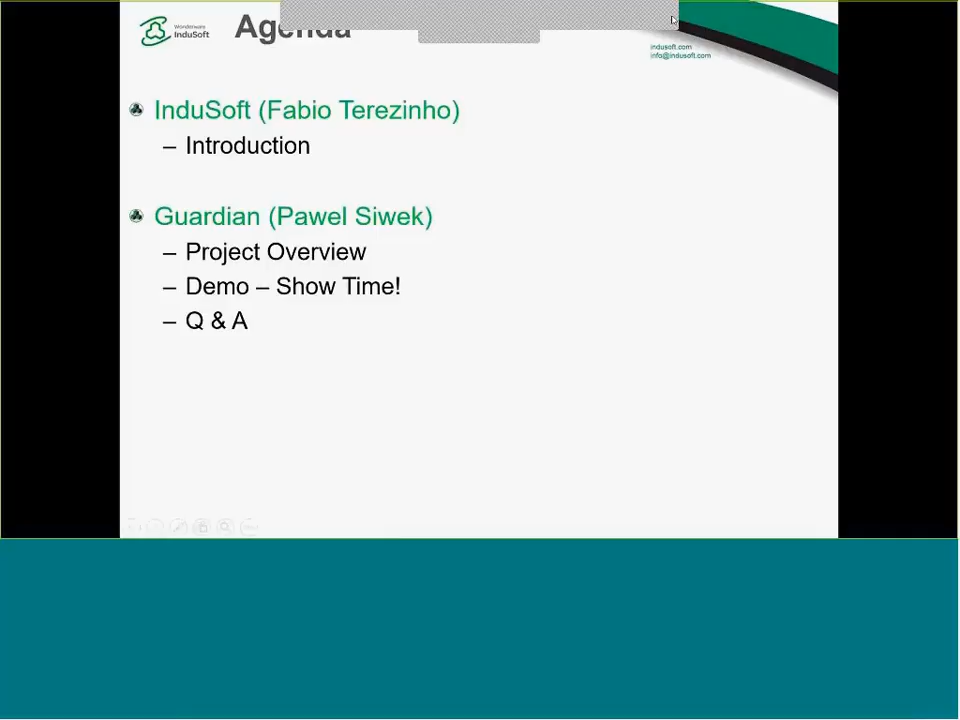 Wonderware
InduSoft
Agenda
indusoft.com
info@indusoft.com
InduSoft (Fabio Terezinho)
– Introduction
Guardian (Pawel Siwek)
– Project Overview
– Demo – Show Time!
– Q & A